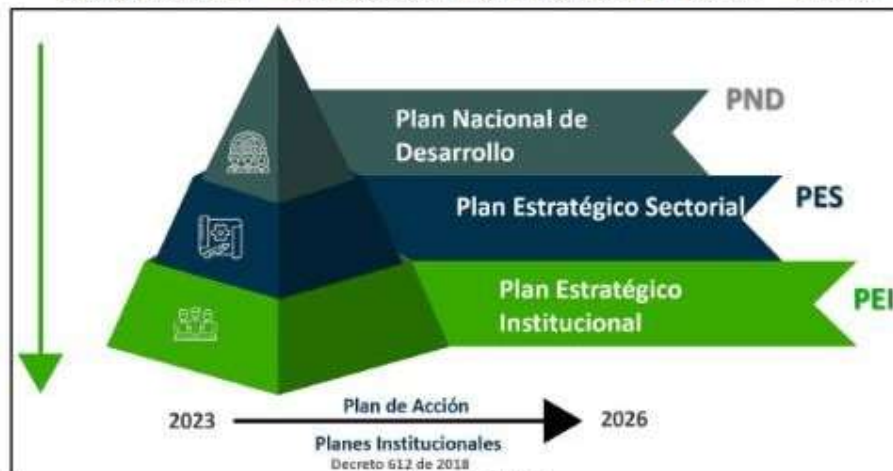 Plan Nacional de
Desarrollo
PND
Plan Estratégico Sectorial
PES
Plan Estratégico
Institucional
PEI
2023
Plan de Acción
2026
Planes Institucionales
Decreto 612 de 2018